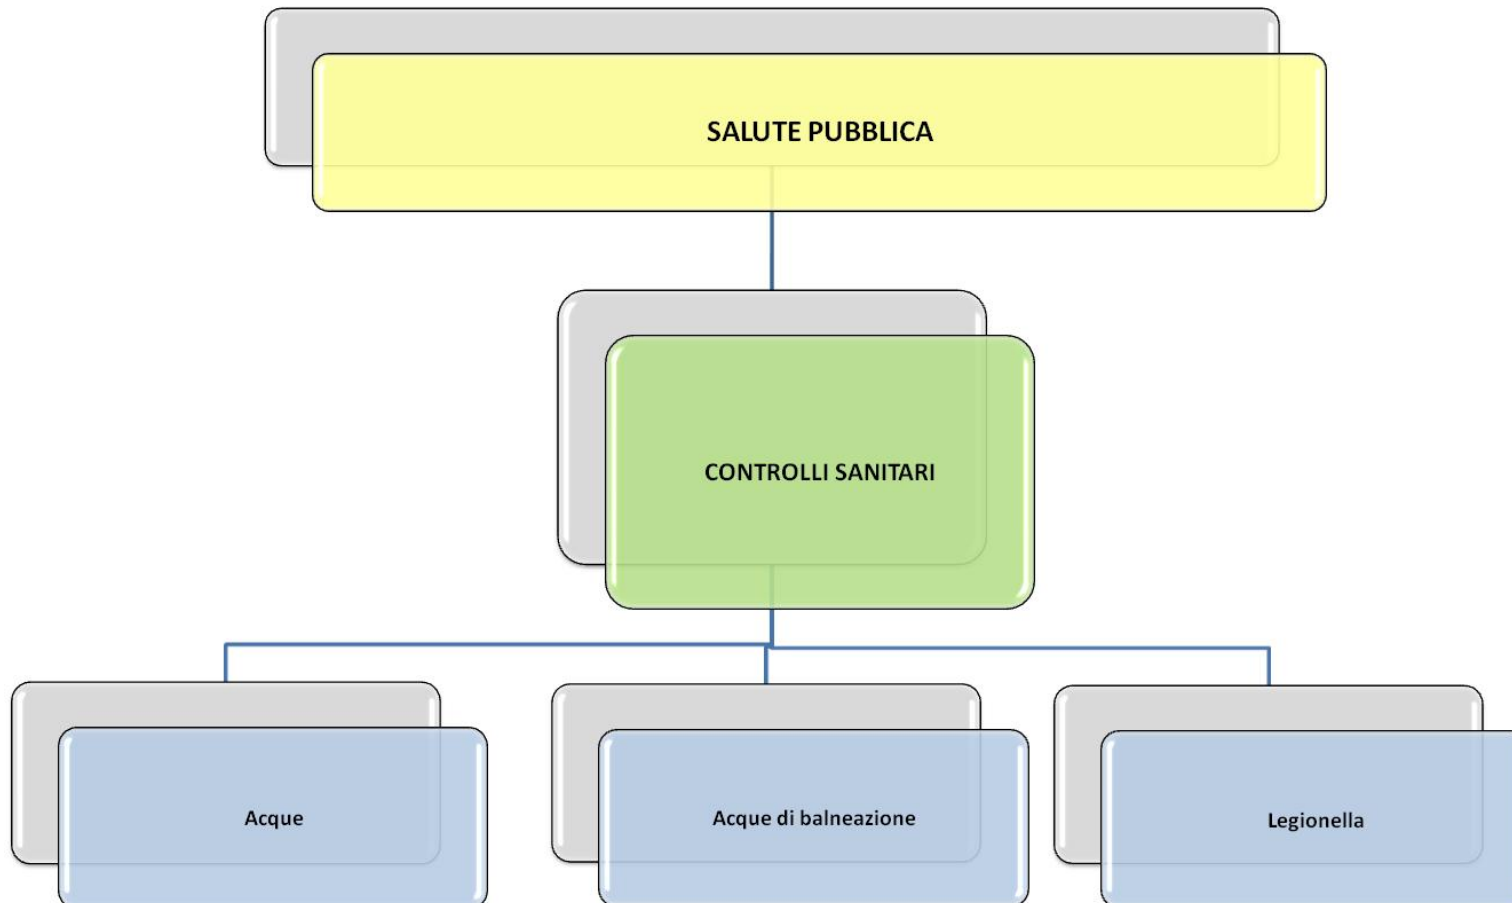 SALUTE PUBBLICA
CONTROLLI SANITARI
Acque
Acque di balneazione
Legionella